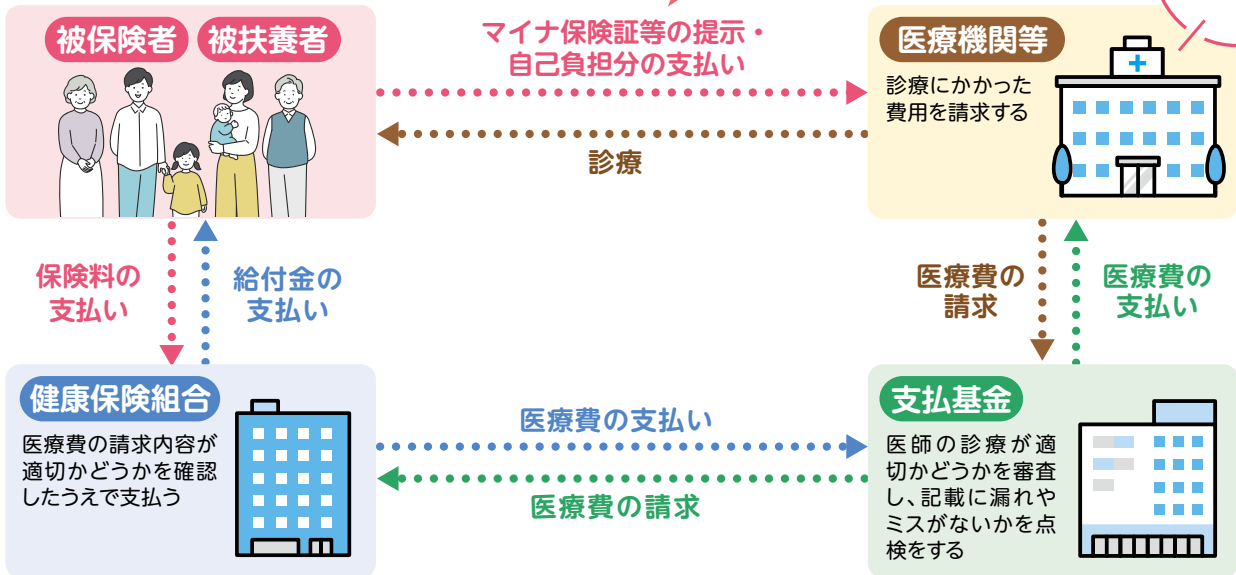 被保険者 被扶養者
マイナ保険証等の提示・
自己負担分の支払い
医療機関等
診療にかかった
費用を請求する
診療
保険料の
支払い
給付金の
支払い
医療費の
請求
医療費の
支払い
健康保険組合
医療費の請求内容が
適切かどうかを確認
したうえで支払う
医療費の支払い
医療費の請求
支払基金
医師の診療が適
切かどうかを審査
し、記載に漏れや
ミスがないかを点
検をする